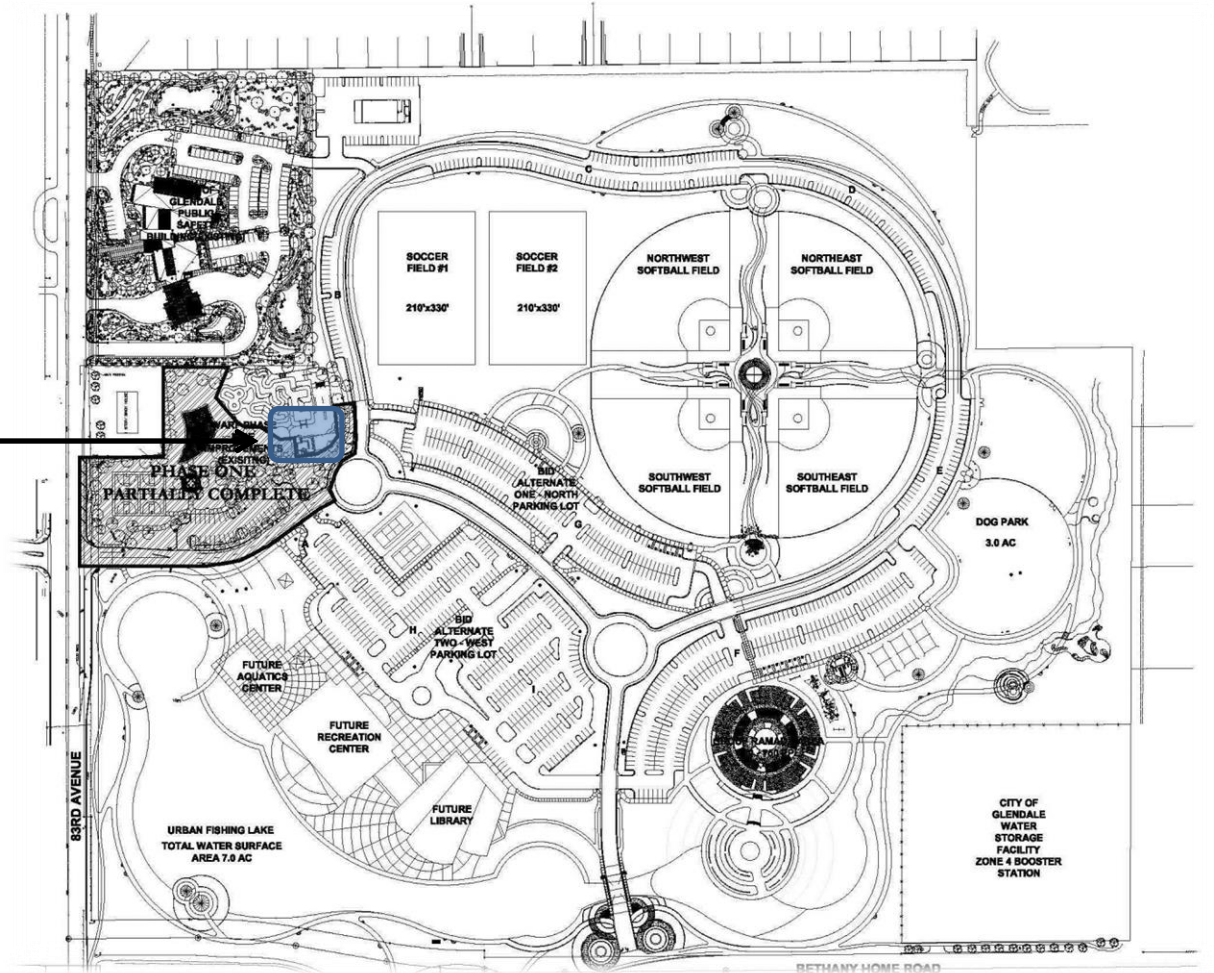 GLENDALE
PUBLIC
SAFETY
SOCCER
FIELD #1
210'x330'
SOCCER
FIELD #2
210'x330'
NORTHWEST
SOFTBALL FIELD
NORTHEAST
SOFTBALL FIELD
SOUTHWEST
SOFTBALL FIELD
SOUTHEAST
SOFTBALL FIELD
B
C
D
E
PHASE ONE
PARTIALLY COMPLETE
BID
ALTERNATE
ONE - NORTH
PARKING LOT
G
DOG PARK
3.0 AC
H
BID
ALTERNATE
TWO - WEST
PARKING LOT
I
F
FUTURE
AQUATICS
CENTER
FUTURE
RECREATION
CENTER
FUTURE
LIBRARY
83RD AVENUE
URBAN FISHING LAKE
TOTAL WATER SURFACE
AREA 7.0 AC
CITY OF
GLENDALE
WATER
STORAGE
FACILITY
ZONE 4 BOOSTER
STATION
BETHANY HOME ROAD